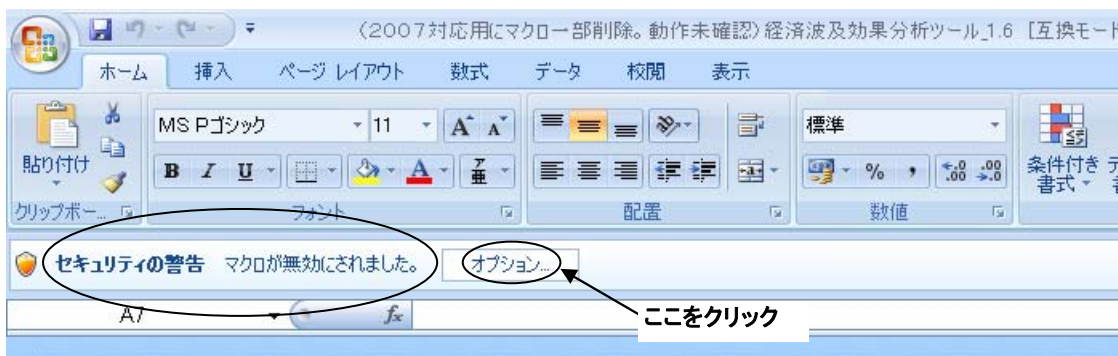 (2007対応用にマクロ一部削除。動作未確認)経済波及効果分析ツール_1.6 [互換モード
ホーム 挿入 ページ レイアウト 数式 データ 校閲 表示
MS Pゴシック 11 A A 標準
貼り付け B I U A ア亜 % , .0 .00 .00 .0 条件付き
書式
クリップボー... フォント 配置 数値
セキュリティの警告 マクロが無効にされました。 オプション...
A7 fx
ここをクリック